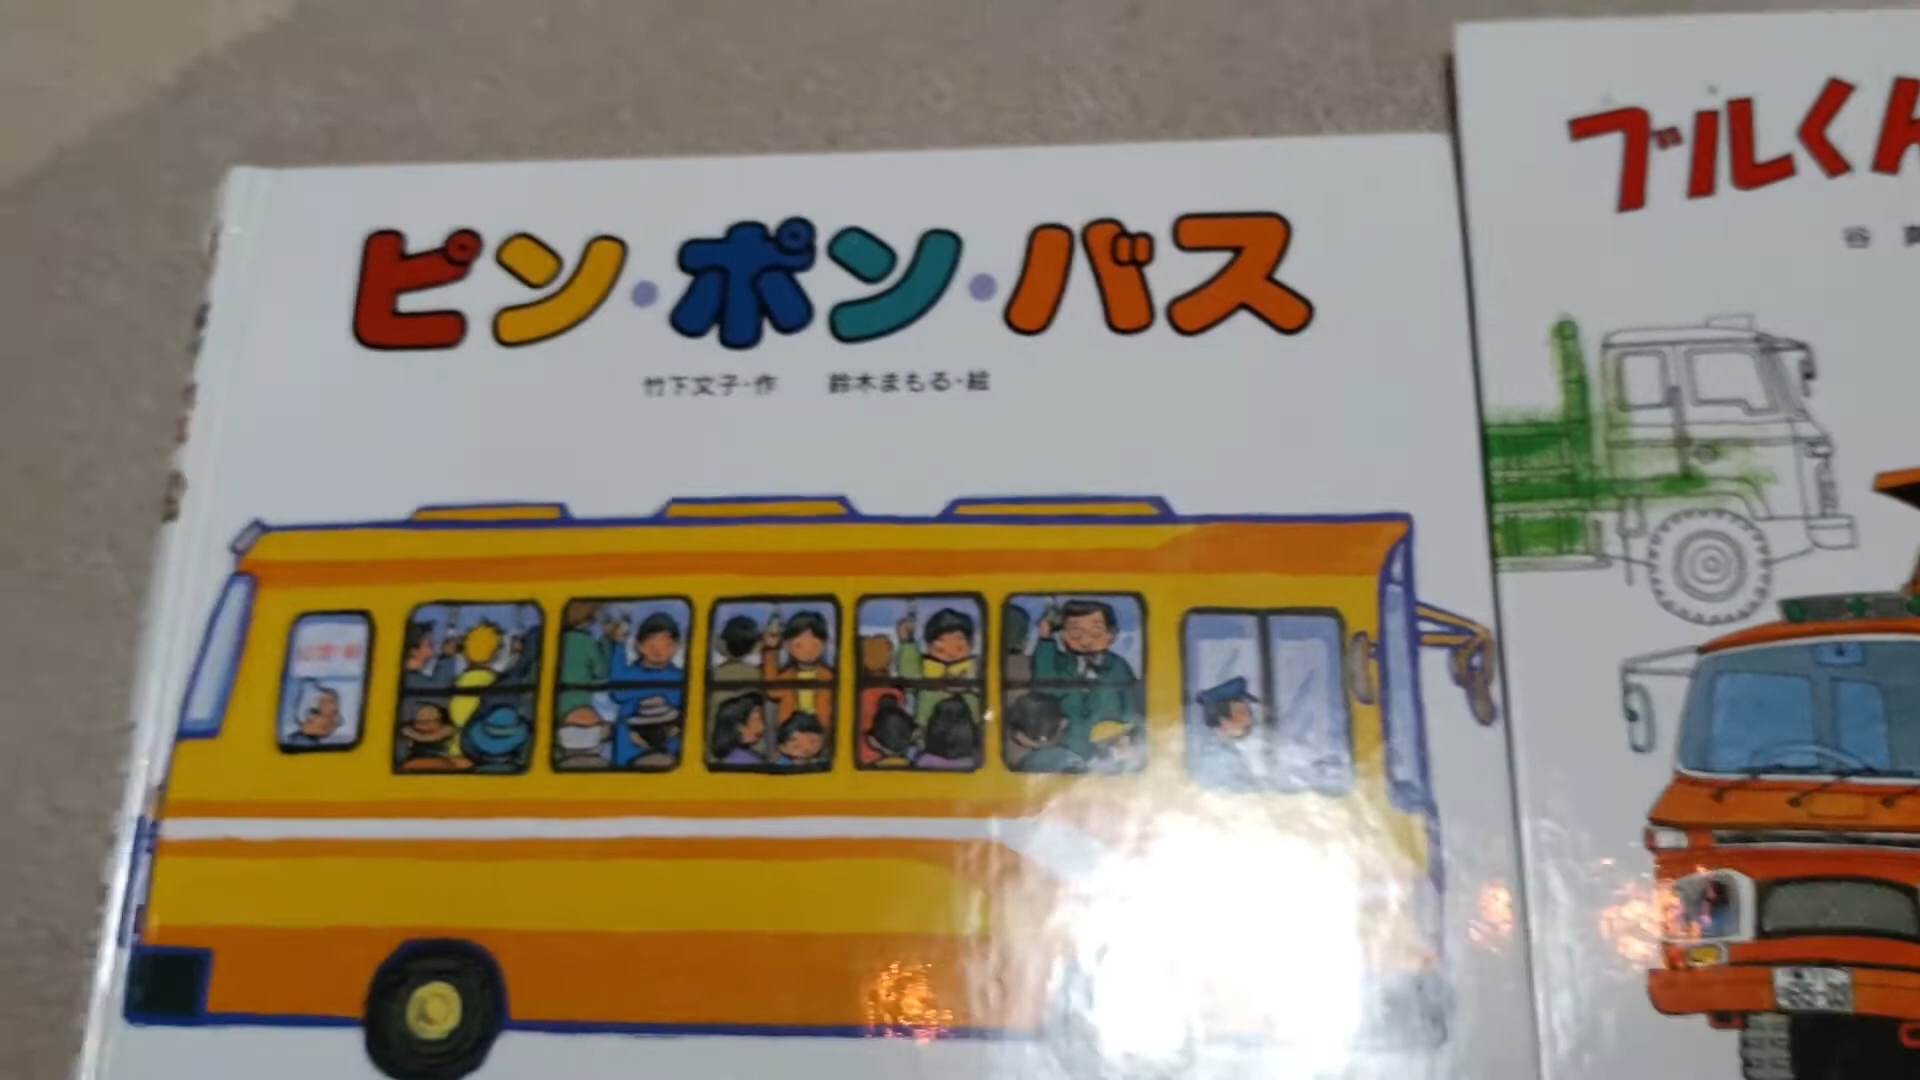 ピン・ポン・バス
竹下文子・作 鈴木まもる・絵
ブルくん
谷